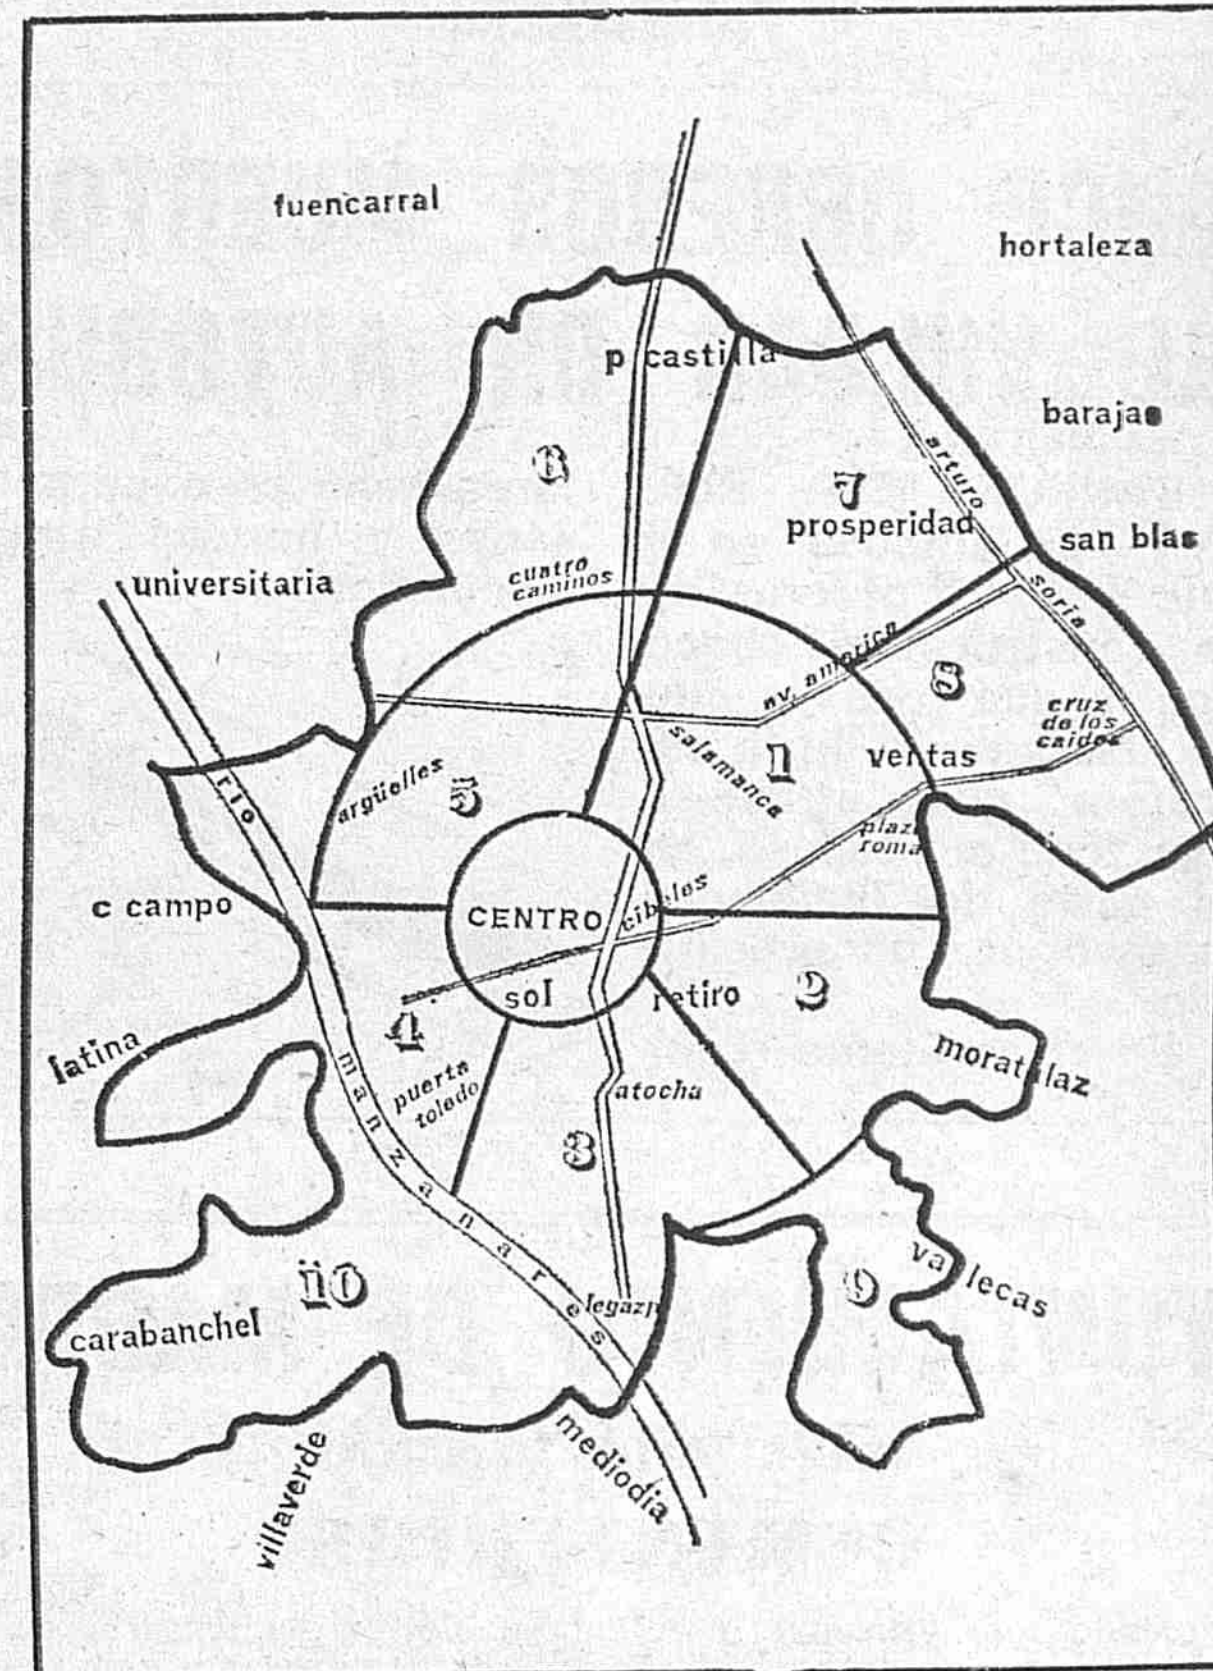 fuencarral
hortaleza
p castilla
barajas
6
7
arturo
prosperidad
san blas
cuatro
caminos
universitaria
soria
av. america
8
cruz
de los
caidos
salamanca
1
ventas
argüelles
5
rio
plaza
roma
c campo
CENTRO
cibeles
sol
retiro
2
4
latina
moratalaz
manzanares
puerta
toledo
atocha
3
10
9
vallecas
legazpi
carabanchel
mediodia
villaverde